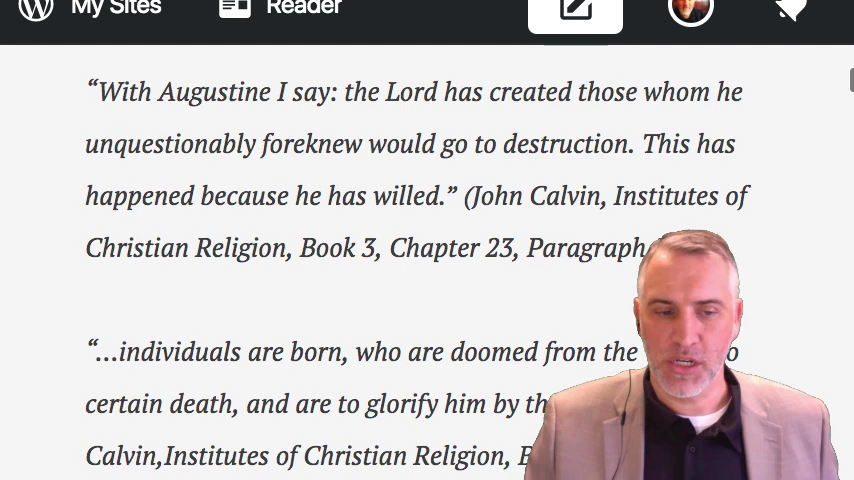 My Sites
Reader
“With Augustine I say: the Lord has created those whom he
unquestionably foreknew would go to destruction. This has
happened because he has willed.” (John Calvin, Institutes of
Christian Religion, Book 3, Chapter 23, Paragraph
“...individuals are born, who are doomed from the
certain death, and are to glorify him by
Calvin,Institutes of Christian Religion,